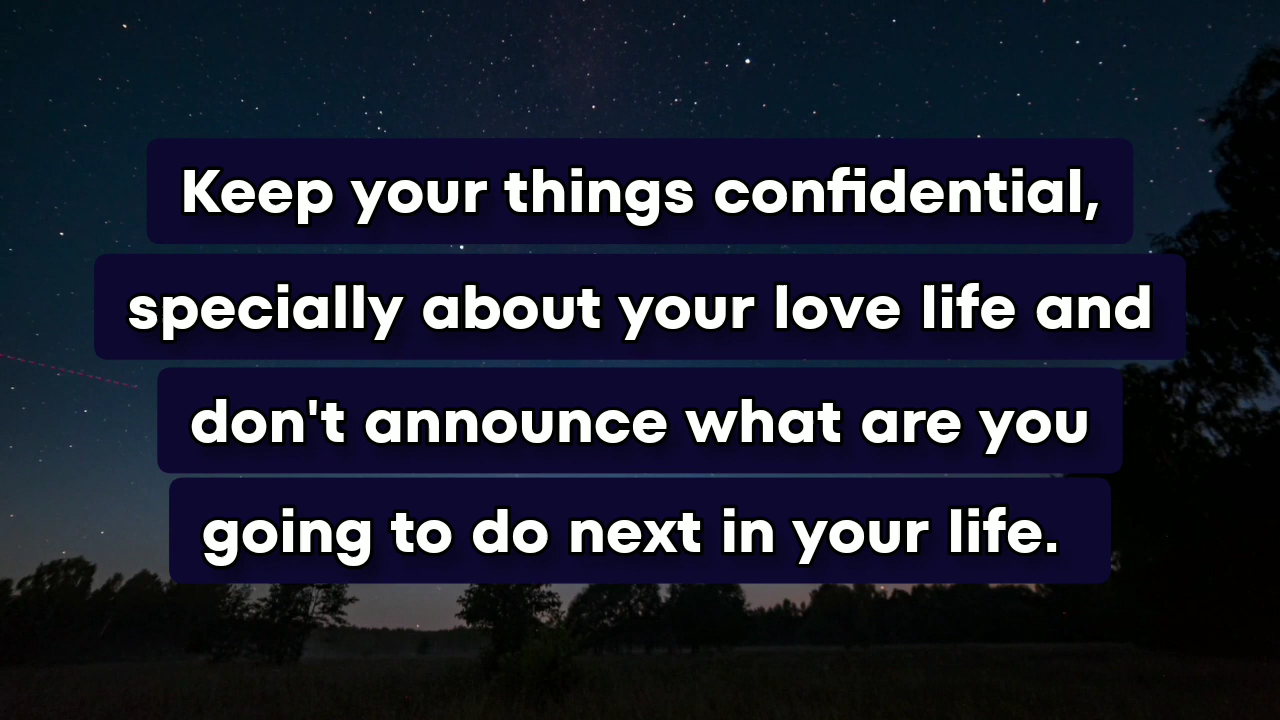 Keep your things confidential,
specially about your love life and
don't announce what are you
going to do next in your life.